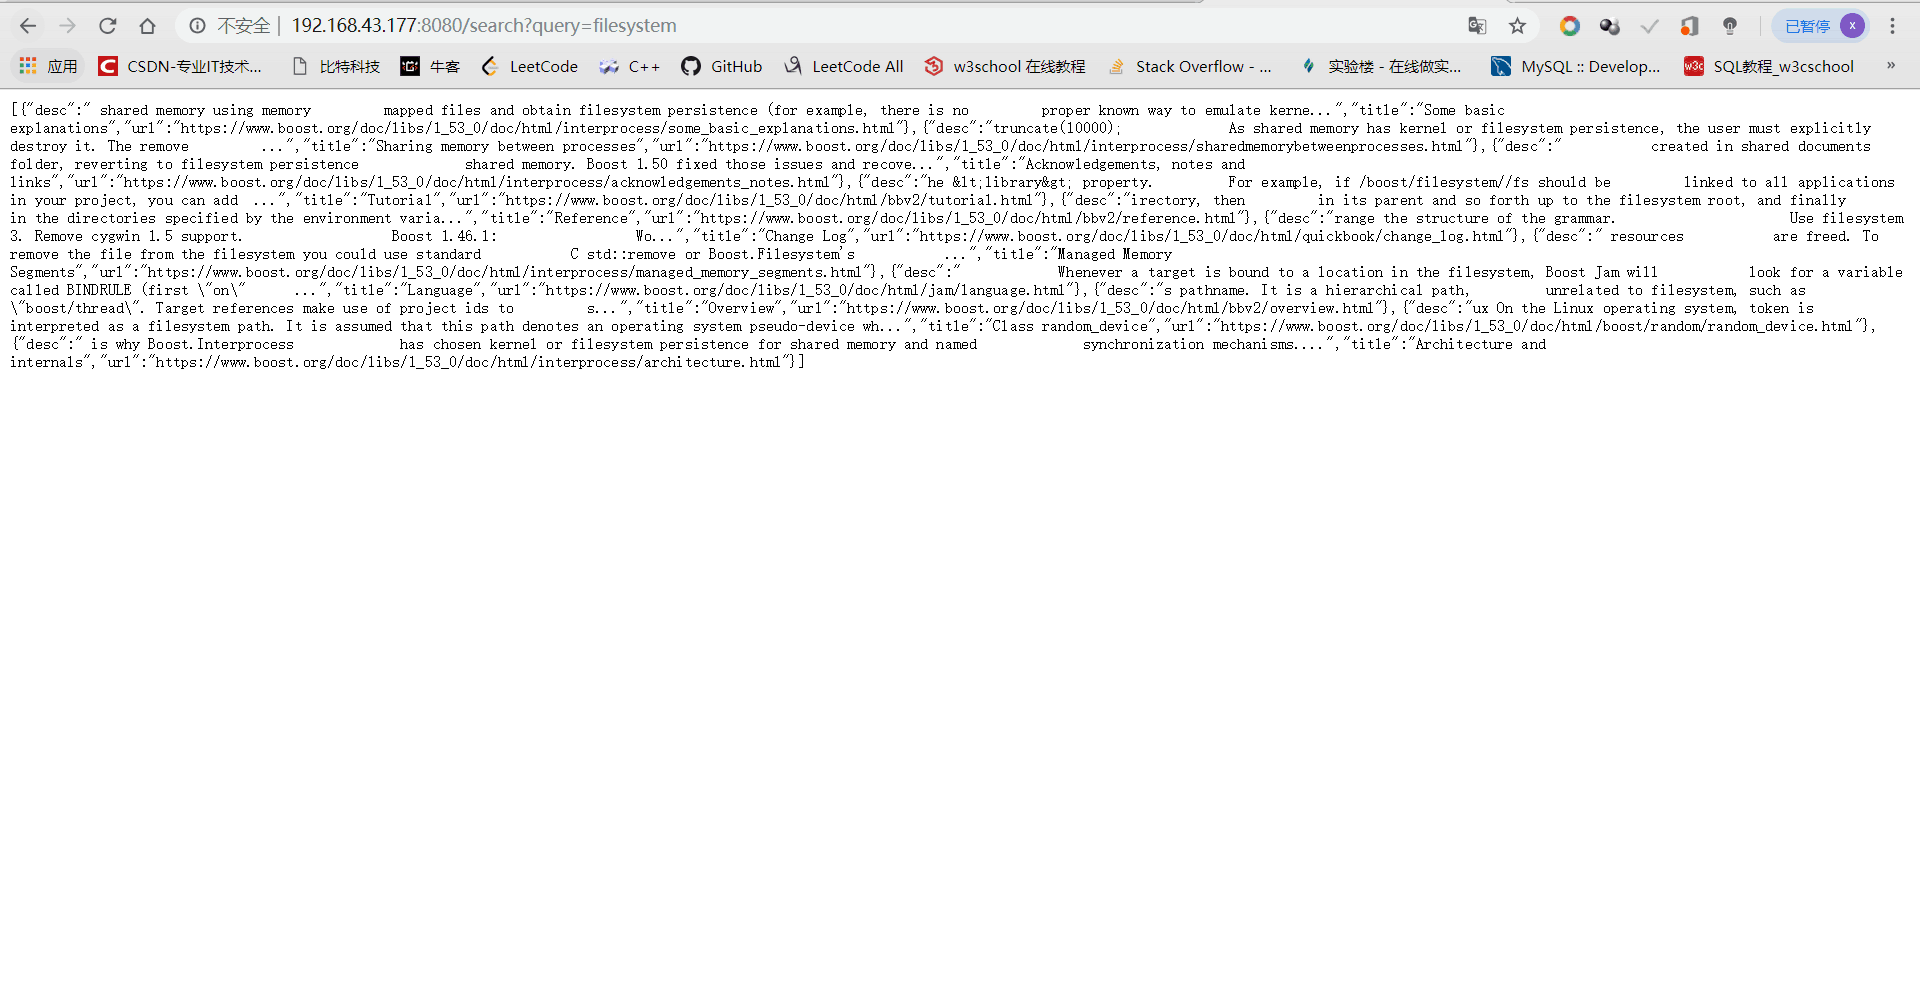 不安全 | 192.168.43.177:8080/search?query=filesystem
已暂停 x
应用 CSDN-专业IT技术... 比特科技 牛客 LeetCode C++ GitHub LeetCode All w3school 在线教程 Stack Overflow - ... 实验楼 - 在线做实... MySQL :: Develop... w3c SQL教程_w3cschool »
[{"desc":" shared memory using memory mapped files and obtain filesystem persistence (for example, there is no proper known way to emulate kerne...","title":"Some basic
explanations","url":"https://www.boost.org/doc/libs/1_53_0/doc/html/interprocess/some_basic_explanations.html"},{"desc":"truncate(10000); As shared memory has kernel or filesystem persistence, the user must explicitly
destroy it. The remove ...","title":"Sharing memory between processes","url":"https://www.boost.org/doc/libs/1_53_0/doc/html/interprocess/sharedmemorybetweenprocesses.html"},{"desc":" created in shared documents
folder, reverting to filesystem persistence shared memory. Boost 1.50 fixed those issues and recove...","title":"Acknowledgements, notes and
links","url":"https://www.boost.org/doc/libs/1_53_0/doc/html/interprocess/acknowledgements_notes.html"},{"desc":"he &lt;library&gt; property. For example, if /boost/filesystem//fs should be linked to all applications
in your project, you can add ...","title":"Tutorial","url":"https://www.boost.org/doc/libs/1_53_0/doc/html/bbv2/tutorial.html"},{"desc":"irectory, then in its parent and so forth up to the filesystem root, and finally
in the directories specified by the environment varia...","title":"Reference","url":"https://www.boost.org/doc/libs/1_53_0/doc/html/bbv2/reference.html"},{"desc":"range the structure of the grammar. Use filesystem
3. Remove cygwin 1.5 support. Boost 1.46.1: Wo...","title":"Change Log","url":"https://www.boost.org/doc/libs/1_53_0/doc/html/quickbook/change_log.html"},{"desc":" resources are freed. To
remove the file from the filesystem you could use standard C std::remove or Boost.Filesystem's ...","title":"Managed Memory
Segments","url":"https://www.boost.org/doc/libs/1_53_0/doc/html/interprocess/managed_memory_segments.html"},{"desc":" Whenever a target is bound to a location in the filesystem, Boost Jam will look for a variable
called BINDRULE (first \"on\" ...","title":"Language","url":"https://www.boost.org/doc/libs/1_53_0/doc/html/jam/language.html"},{"desc":"s pathname. It is a hierarchical path, unrelated to filesystem, such as
\"boost/thread\". Target references make use of project ids to s...","title":"Overview","url":"https://www.boost.org/doc/libs/1_53_0/doc/html/bbv2/overview.html"},{"desc":"ux On the Linux operating system, token is
interpreted as a filesystem path. It is assumed that this path denotes an operating system pseudo-device wh...","title":"Class random_device","url":"https://www.boost.org/doc/libs/1_53_0/doc/html/boost/random/random_device.html"},
{"desc":" is why Boost.Interprocess has chosen kernel or filesystem persistence for shared memory and named synchronization mechanisms....","title":"Architecture and
internals","url":"https://www.boost.org/doc/libs/1_53_0/doc/html/interprocess/architecture.html"}]